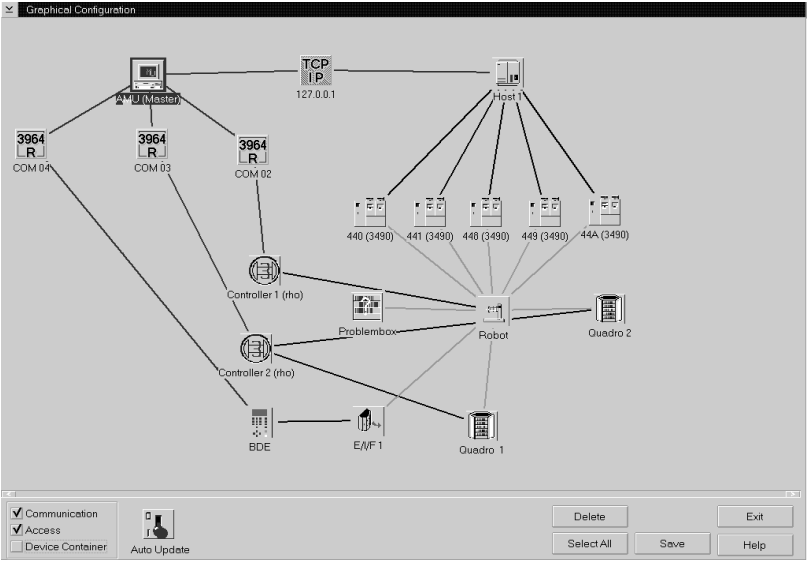 Graphical Configuration
TCP
IP
127.0.0.1
AMU (Master)
Host 1
3964
R
COM 04
3964
R
COM 03
3964
R
COM 02
440 (3490)
441 (3490)
448 (3490)
449 (3490)
44A (3490)
Controller 1 (rho)
Problembox
Robot
Quadro 2
Controller 2 (rho)
BDE
E/I/F 1
Quadro 1
Communication
Access
Device Container
Auto Update
Delete
Exit
Select All
Save
Help